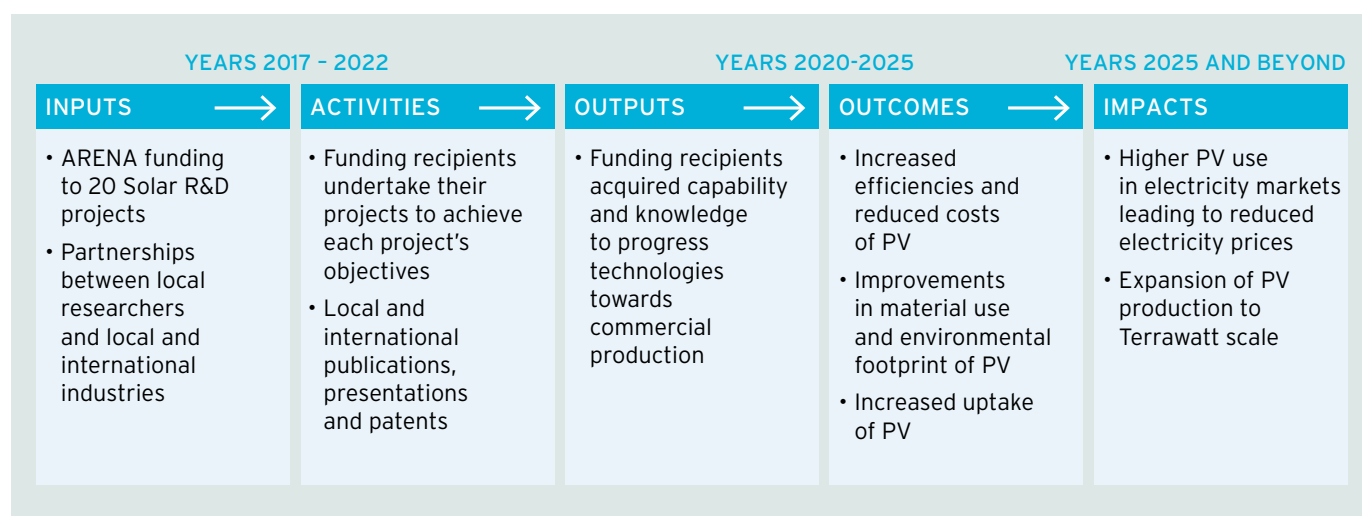 YEARS 2017 – 2022
YEARS 2020-2025
YEARS 2025 AND BEYOND
INPUTS
• ARENA funding
to 20 Solar R&D
projects
• Partnerships
between local
researchers
and local and
international
industries
ACTIVITIES
• Funding recipients
undertake their
projects to achieve
each project’s
objectives
• Local and
international
publications,
presentations
and patents
OUTPUTS
• Funding recipients
acquired capability
and knowledge
to progress
technologies
towards
commercial
production
OUTCOMES
• Increased
efficiencies and
reduced costs
of PV
• Improvements
in material use
and environmental
footprint of PV
• Increased uptake
of PV
IMPACTS
• Higher PV use
in electricity markets
leading to reduced
electricity prices
• Expansion of PV
production to
Terrawatt scale